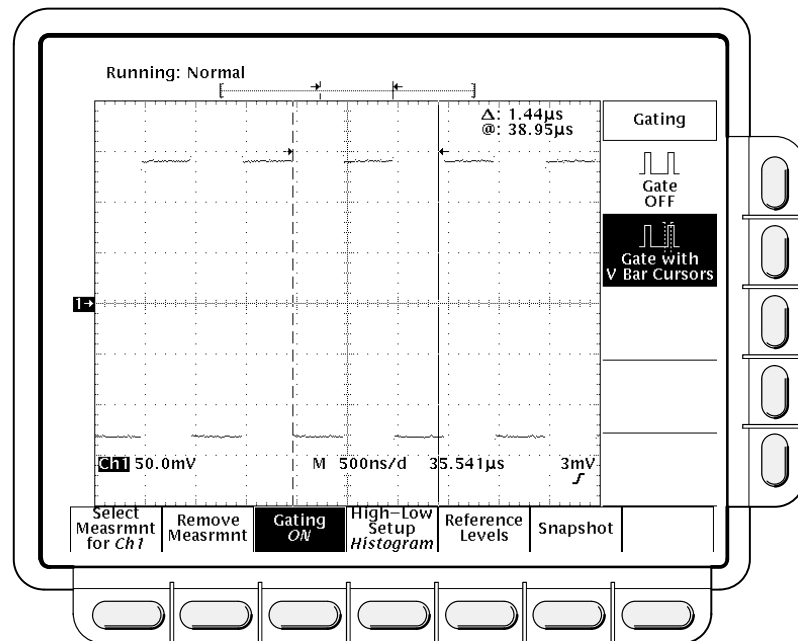 Running: Normal
Δ: 1.44µs
@: 38.95µs
Gating
Gate
OFF
Gate with
V Bar Cursors
1→
Ch1 50.0mV M 500ns/d 35.541µs 3mV
Select
Measrmnt
for Ch1
Remove
Measrmnt
Gating
ON
High–Low
Setup
Histogram
Reference
Levels
Snapshot